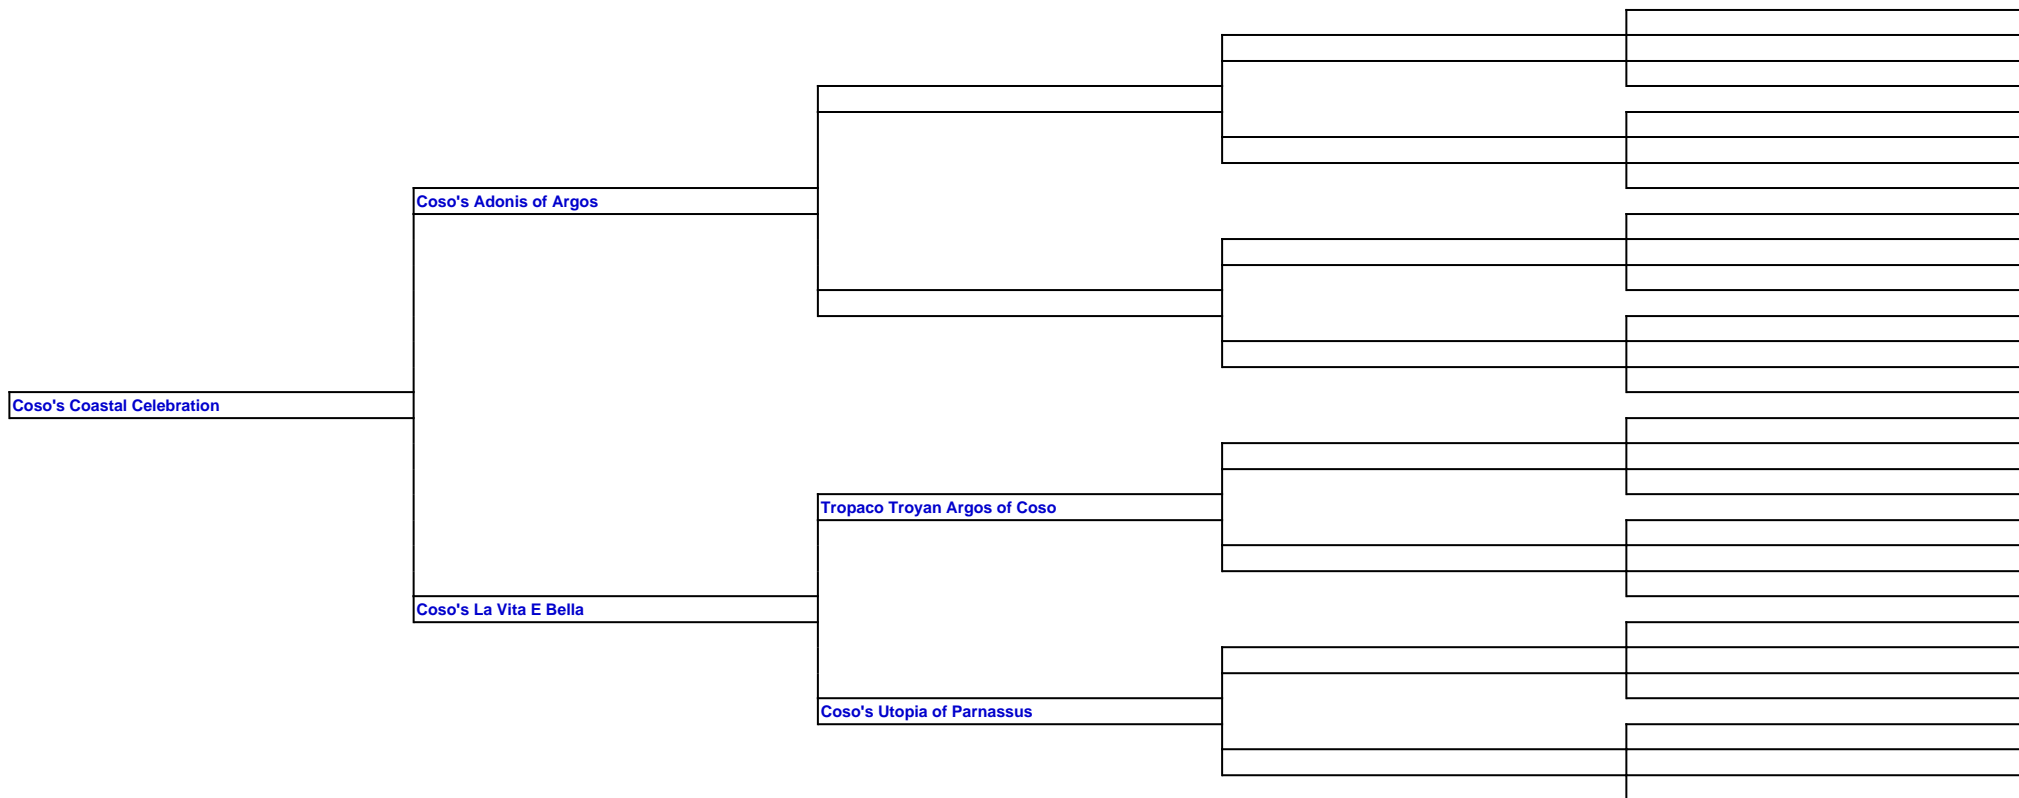 Coso's Adonis of Argos
Coso's Coastal Celebration
Tropaco Troyan Argos of Coso
Coso's La Vita E Bella
Coso's Utopia of Parnassus